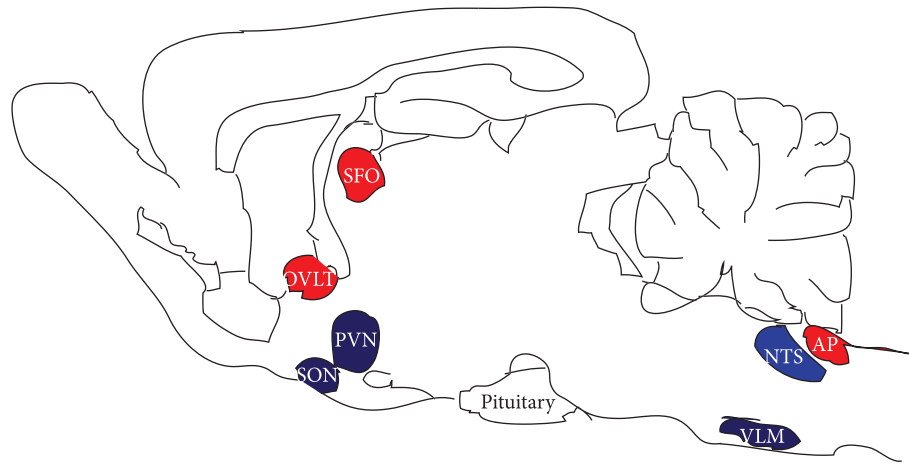 SFO
OVLT
PVN
SON
Pituitary
NTS
AP
VLM